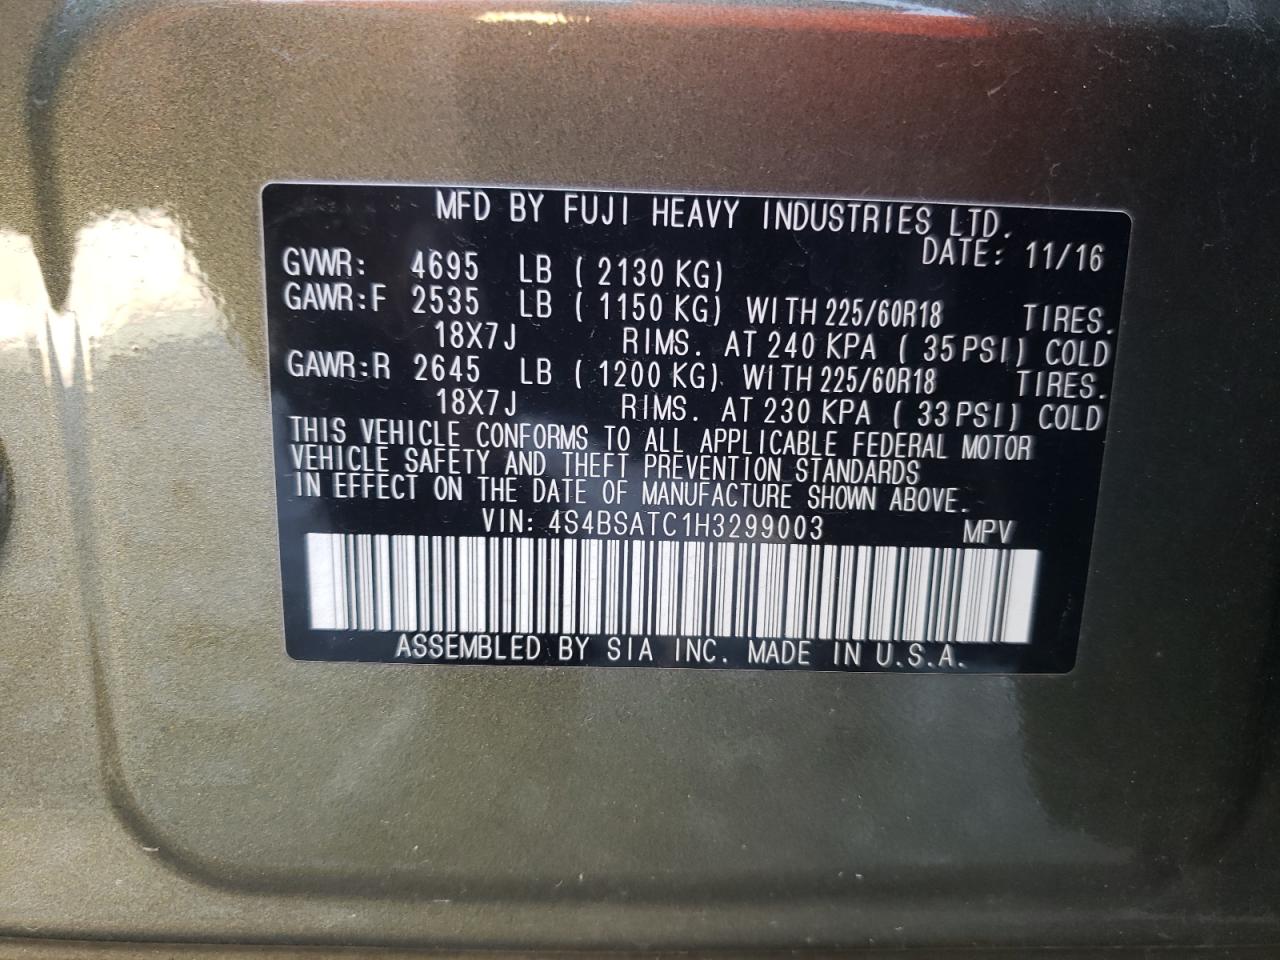 MFD BY FUJI HEAVY INDUSTRIES LTD.
DATE: 11/16
GVWR: 4695 LB ( 2130 KG)
GAWR:F 2535 LB ( 1150 KG) WITH 225/60R18 TIRES.
18X7J RIMS. AT 240 KPA ( 35 PSI) COLD
GAWR:R 2645 LB ( 1200 KG) WITH 225/60R18 TIRES.
18X7J RIMS. AT 230 KPA ( 33 PSI) COLD
THIS VEHICLE CONFORMS TO ALL APPLICABLE FEDERAL MOTOR
VEHICLE SAFETY AND THEFT PREVENTION STANDARDS
IN EFFECT ON THE DATE OF MANUFACTURE SHOWN ABOVE.
VIN: 4S4BSATC1H3299003 MPV
ASSEMBLED BY SIA INC. MADE IN U.S.A.